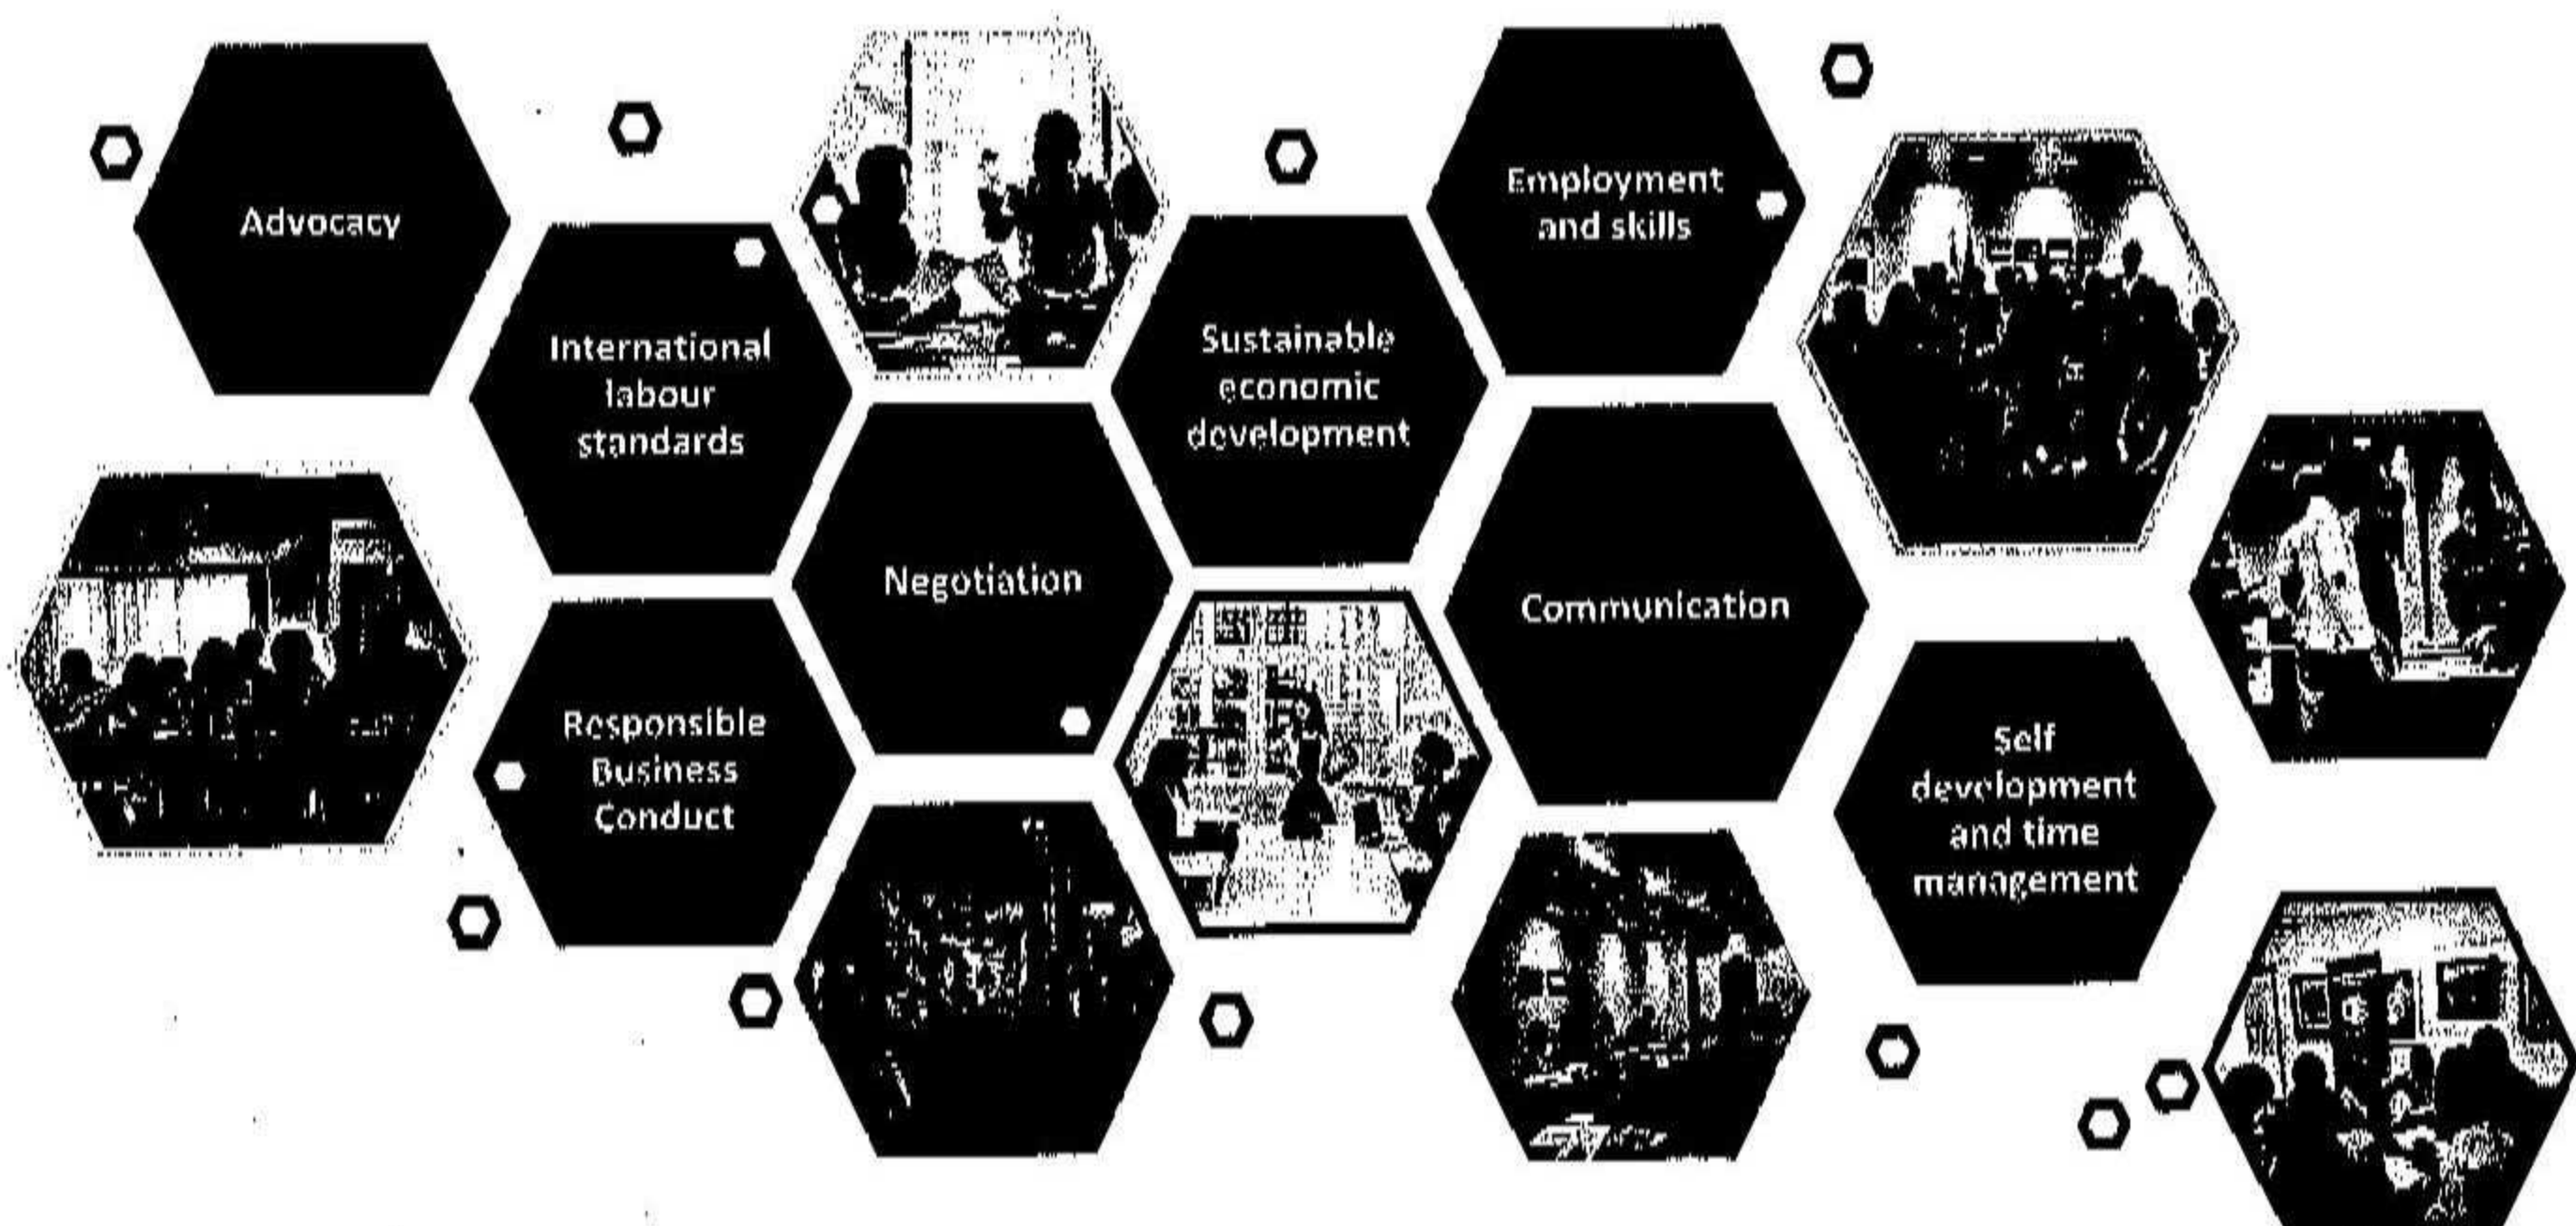 Advocacy
International
labour
standards
Responsible
Business
Conduct
Negotiation
Sustainable
economic
development
Employment
and skills
Communication
Self
development
and time
management